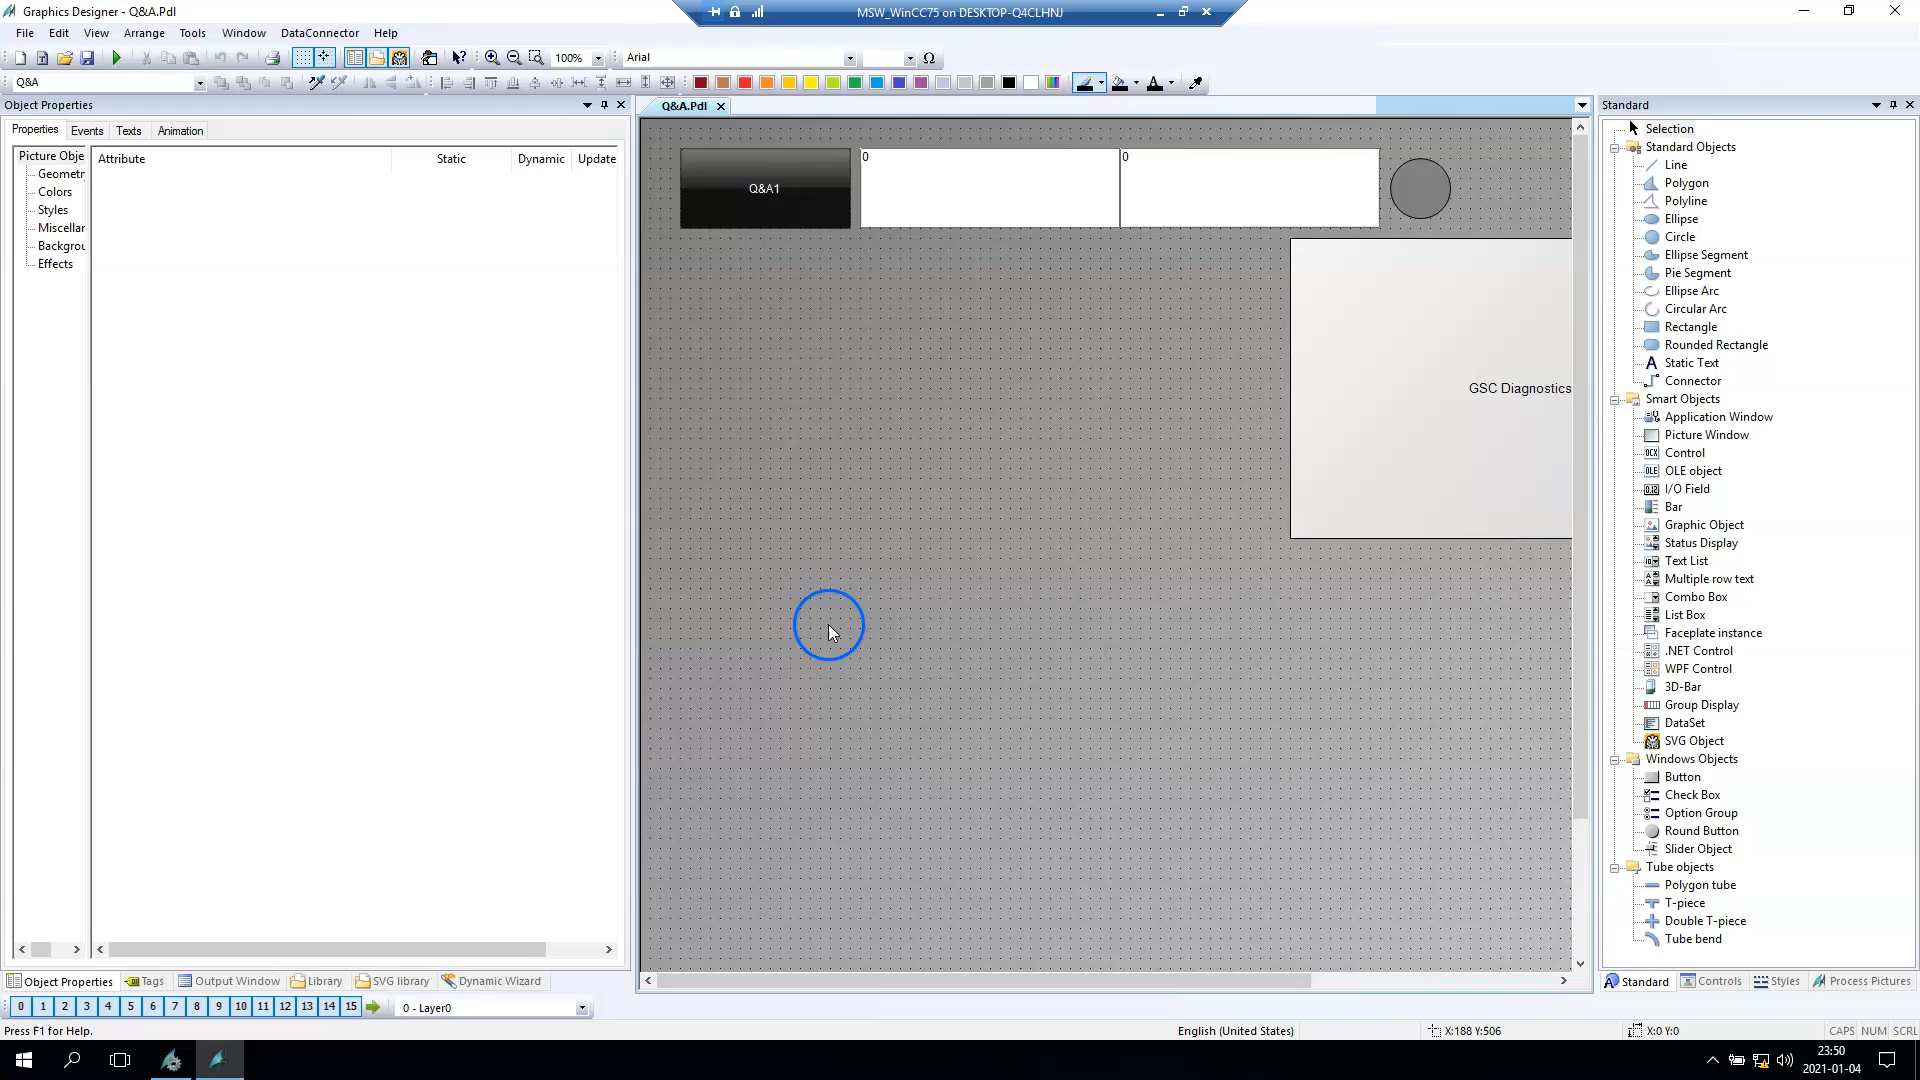 Graphics Designer - Q&A.Pdl
MSW_WinCC75 on DESKTOP-Q4CLHNJ
File Edit View Arrange Tools Window DataConnector Help
100% Arial Ω
Q&A
Object Properties
Properties Events Texts Animation
Picture Obje
Geometr
Colors
Styles
Miscellar
Backgrou
Effects
Attribute Static Dynamic Update
Q&A.Pdl
Q&A1
0
0
GSC Diagnostics
Standard
Selection
Standard Objects
Line
Polygon
Polyline
Ellipse
Circle
Ellipse Segment
Pie Segment
Ellipse Arc
Circular Arc
Rectangle
Rounded Rectangle
Static Text
Connector
Smart Objects
Application Window
Picture Window
Control
OLE object
I/O Field
Bar
Graphic Object
Status Display
Text List
Multiple row text
Combo Box
List Box
Faceplate instance
.NET Control
WPF Control
3D-Bar
Group Display
DataSet
SVG Object
Windows Objects
Button
Check Box
Option Group
Round Button
Slider Object
Tube objects
Polygon tube
T-piece
Double T-piece
Tube bend
Object Properties Tags Output Window Library SVG library Dynamic Wizard
Standard Controls Styles Process Pictures
0 1 2 3 4 5 6 7 8 9 10 11 12 13 14 15 0 - Layer0
Press F1 for Help.
English (United States) X:188 Y:506 X:0 Y:0 CAPS NUM SCRL
23:50
2021-01-04